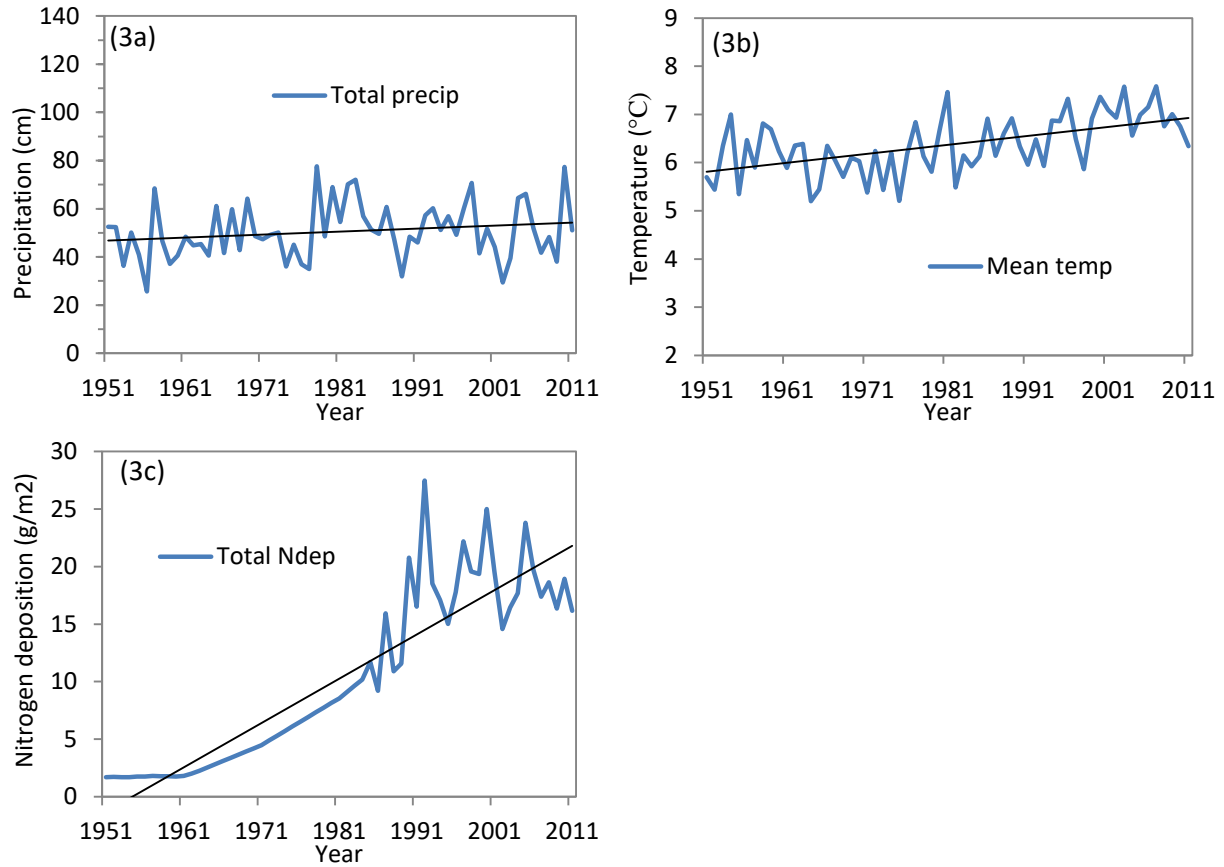 (3a)
Total precip
Precipitation (cm)
140
120
100
80
60
40
20
0
1951 1961 1971 1981 1991 2001 2011
Year
(3b)
Mean temp
Temperature (°C)
9
8
7
6
5
4
3
2
1951 1961 1971 1981 1991 2001 2011
Year
(3c)
Total Ndep
Nitrogen deposition (g/m2)
30
25
20
15
10
5
0
1951 1961 1971 1981 1991 2001 2011
Year